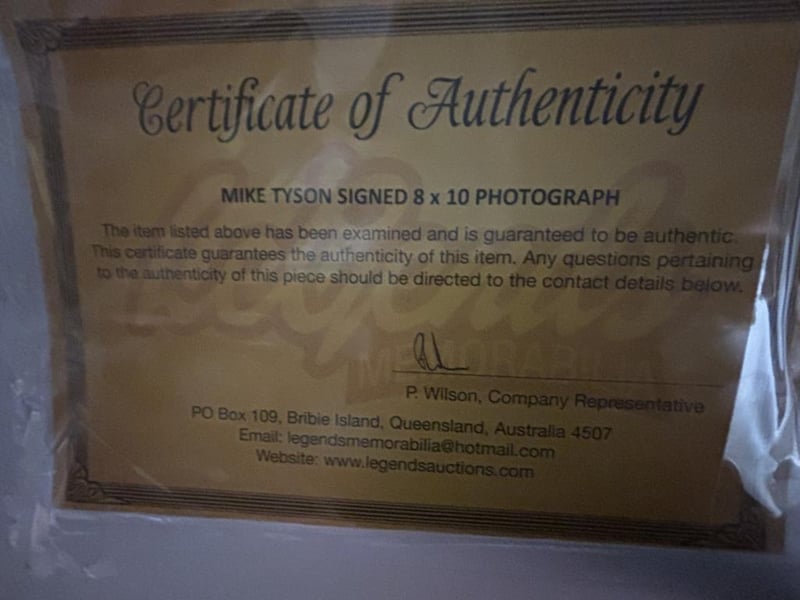 Certificate of Authenticity
MIKE TYSON SIGNED 8 x 10 PHOTOGRAPH
The item listed above has been examined and is guaranteed to be authentic.
This certificate guarantees the authenticity of this item. Any questions pertaining
to the authenticity of this piece should be directed to the contact details below.
Legends
MEMORABILIA
P. Wilson, Company Representative
PO Box 109, Bribie Island, Queensland, Australia 4507
Email: legendsmemorabilia@hotmail.com
Website: www.legendsauctions.com